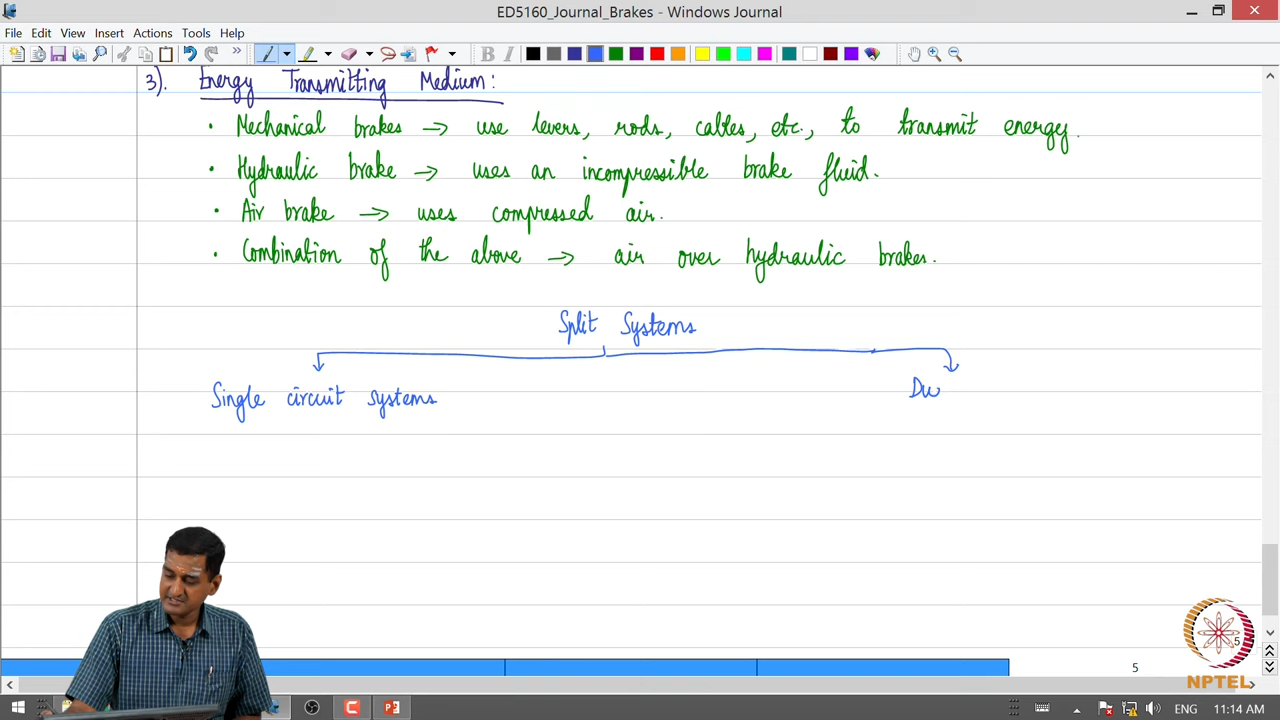 ED5160_Journal_Brakes - Windows Journal
File Edit View Insert Actions Tools Help
3). Energy Transmitting Medium:
· Mechanical brakes → use levers, rods, cables, etc., to transmit energy.
· Hydraulic brake → uses an incompressible brake fluid.
· Air brake → uses compressed air.
· Combination of the above → air over hydraulic brakes.
Split Systems
Single circuit systems Du
5
5
NPTEL
ENG 11:14 AM